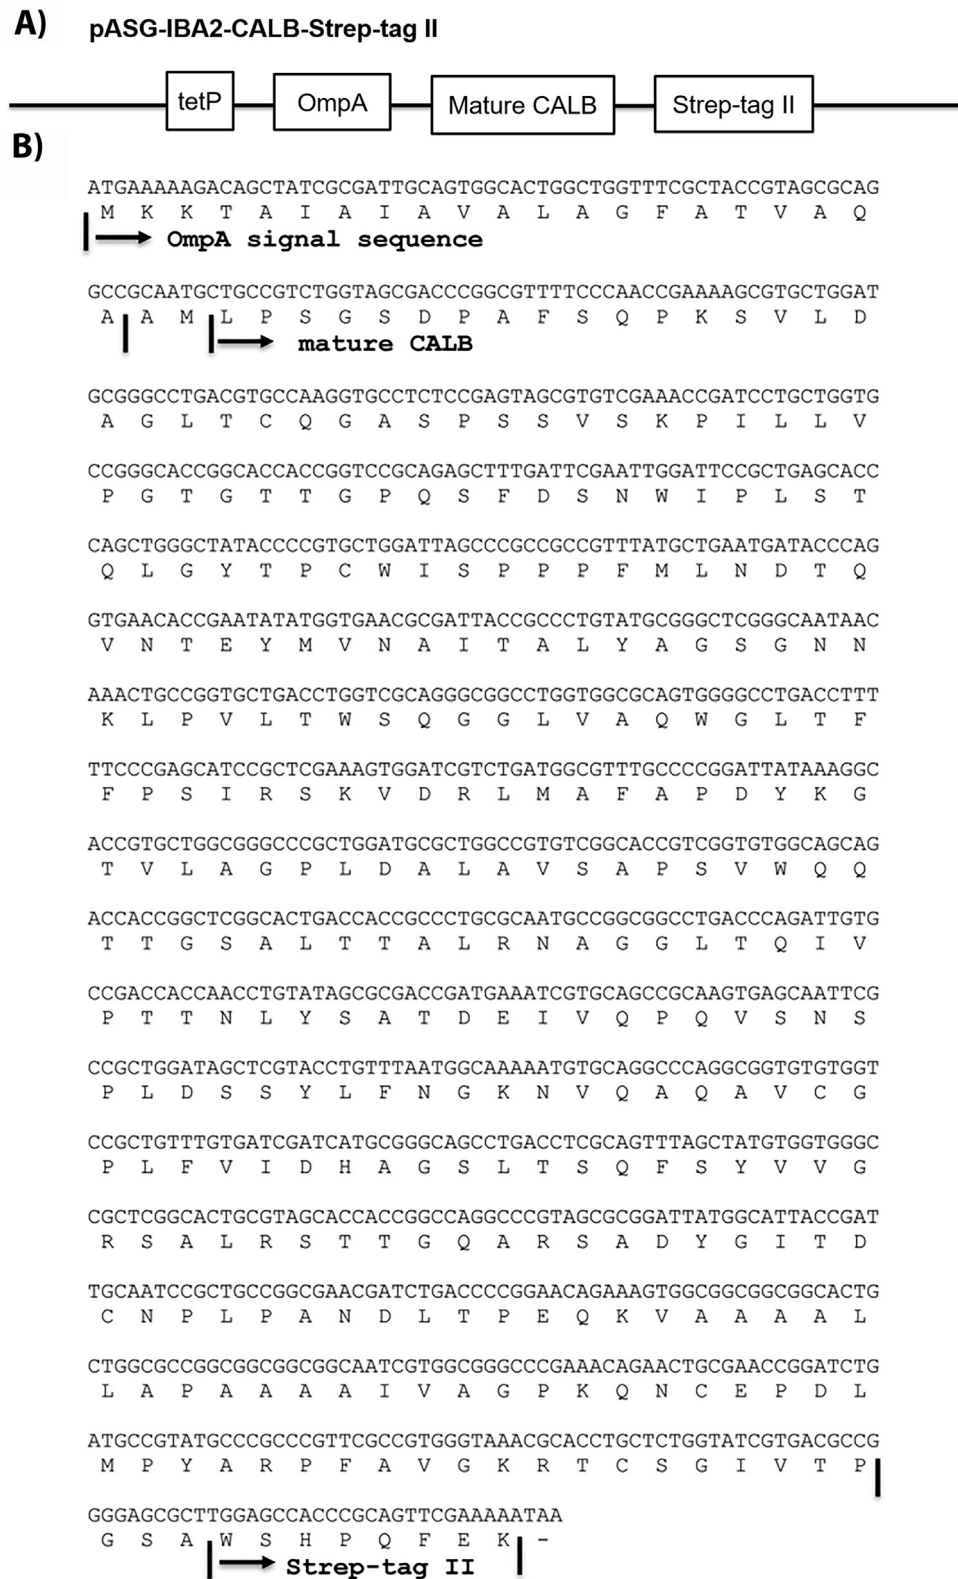 A) pASG-IBA2-CALB-Strep-tag II
tetP OmpA Mature CALB Strep-tag II
B)
ATGAAAAAGACAGCTATCGCGATTGCAGTGGCACTGGCTGGTTTCGCTACCGTAGCGCAG
M K K T A I A I A V A L A G F A T V A Q
OmpA signal sequence
GCCGCAATGCTGCCGTCTGGTAGCGACCCGGCGTTTTCCCAACCGAAAAGCGTGCTGGAT
A A M L P S G S D P A F S Q P K S V L D
mature CALB
GCGGGCCTGACGTGCCAAGGTGCCTCTCCGAGTAGCGTGTCGAAACCGATCCTGCTGGTG
A G L T C Q G A S P S S V S K P I L L V
CCGGGCACCGGCACCACCGGTCCGCAGAGCTTTGATTCGAATTGGATTCCGCTGAGCACC
P G T G T T G P Q S F D S N W I P L S T
CAGCTGGGCTATACCCCGTGCTGGATTAGCCCGCCGCCGTTTATGCTGAATGATACCCAG
Q L G Y T P C W I S P P P F M L N D T Q
GTGAACACCGAATATATGGTGAACGCGATTACCGCCCTGTATGCGGGCTCGGGCAATAAC
V N T E Y M V N A I T A L Y A G S G N N
AAACTGCCGGTGCTGACCTGGTCGCAGGGCGGCCTGGTGGCGCAGTGGGGCCTGACCTTT
K L P V L T W S Q G G L V A Q W G L T F
TTCCCGAGCATCCGCTCGAAAGTGGATCGTCTGATGGCGTTTGCCCCGGATTATAAAGGC
F P S I R S K V D R L M A F A P D Y K G
ACCGTGCTGGCGGGCCCGCTGGATGCGCTGGCCGTGTCGGCACCGTCGGTGTGGCAGCAG
T V L A G P L D A L A V S A P S V W Q Q
ACCACCGGCTCGGCACTGACCACCGCCCTGCGCAATGCCGGCGGCCTGACCCAGATTGTG
T T G S A L T T A L R N A G G L T Q I V
CCGACCACCAACCTGTATAGCGCGACCGATGAAATCGTGCAGCCGCAAGTGAGCAATTCG
P T T N L Y S A T D E I V Q P Q V S N S
CCGCTGGATAGCTCGTACCTGTTTAATGGCAAAAATGTGCAGGCCCAGGCGGTGTGTGGT
P L D S S Y L F N G K N V Q A Q A V C G
CCGCTGTTTGTGATCGATCATGCGGGCAGCCTGACCTCGCAGTTTAGCTATGTGGTGGGC
P L F V I D H A G S L T S Q F S Y V V G
CGCTCGGCACTGCGTAGCACCACCGGCCAGGCCCGTAGCGCGGATTATGGCATTACCGAT
R S A L R S T T G Q A R S A D Y G I T D
TGCAATCCGCTGCCGGCGAACGATCTGACCCCGGAACAGAAAGTGGCGGCGGCGGCACTG
C N P L P A N D L T P E Q K V A A A A L
CTGGCGCCGGCGGCGGCGGCAATCGTGGCGGGCCCGAAACAGAACTGCGAACCGGATCTG
L A P A A A A I V A G P K Q N C E P D L
ATGCCGTATGCCCGCCCGTTCGCCGTGGGTAAACGCACCTGCTCTGGTATCGTGACGCCG
M P Y A R P F A V G K R T C S G I V T P
GGGAGCGCTTGGAGCCACCCGCAGTTCGAAAAATAA
G S A W S H P Q F E K -
Strep-tag II